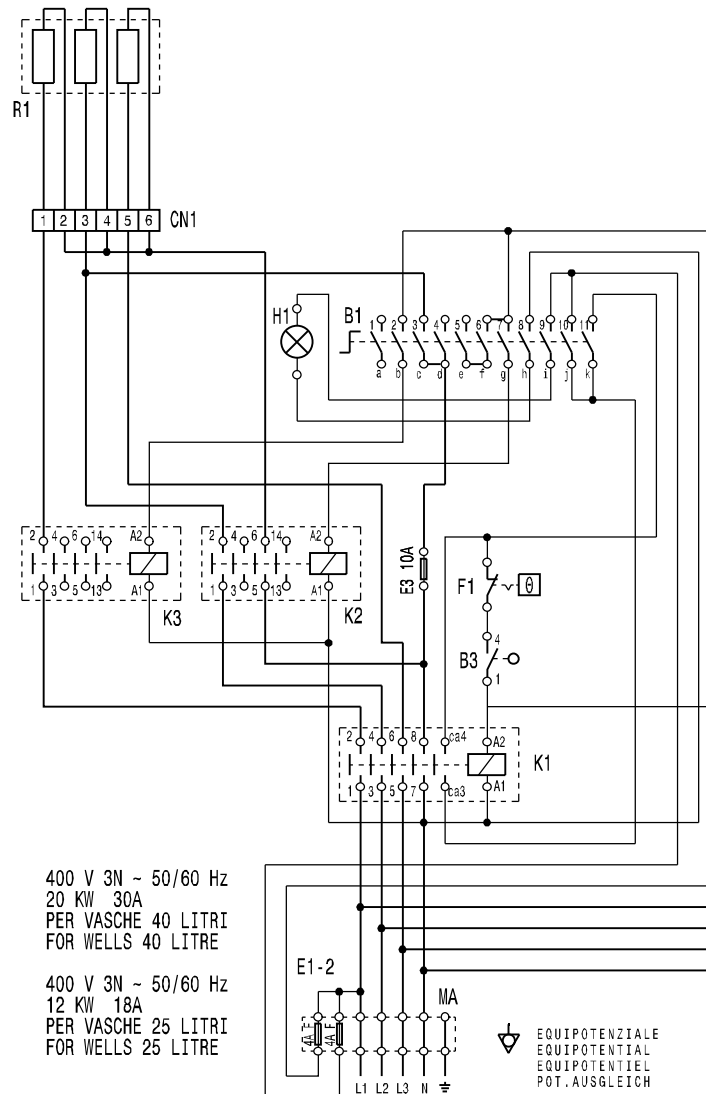 R1
1 2 3 4 5 6 CN1
H1
B1
1 2 3 4 5 6 7 8 9 10 11
a b c d e f g h i j k
2 4 6 14 A2
2 4 6 14 A2
1 3 5 13 A1
1 3 5 13 A1
K3
K2
E3 10A
F1
θ
B3
4
1
2 4 6 8 ca4 A2
K1
1 3 5 7 ca3 A1
400 V 3N ~ 50/60 Hz
20 KW 30A
PER VASCHE 40 LITRI
FOR WELLS 40 LITRE
400 V 3N ~ 50/60 Hz
12 KW 18A
PER VASCHE 25 LITRI
FOR WELLS 25 LITRE
E1-2
MA
4A F
4A F
L1 L2 L3 N
EQUIPOTENZIALE
EQUIPOTENTIAL
EQUIPOTENTIEL
POT.AUSGLEICH